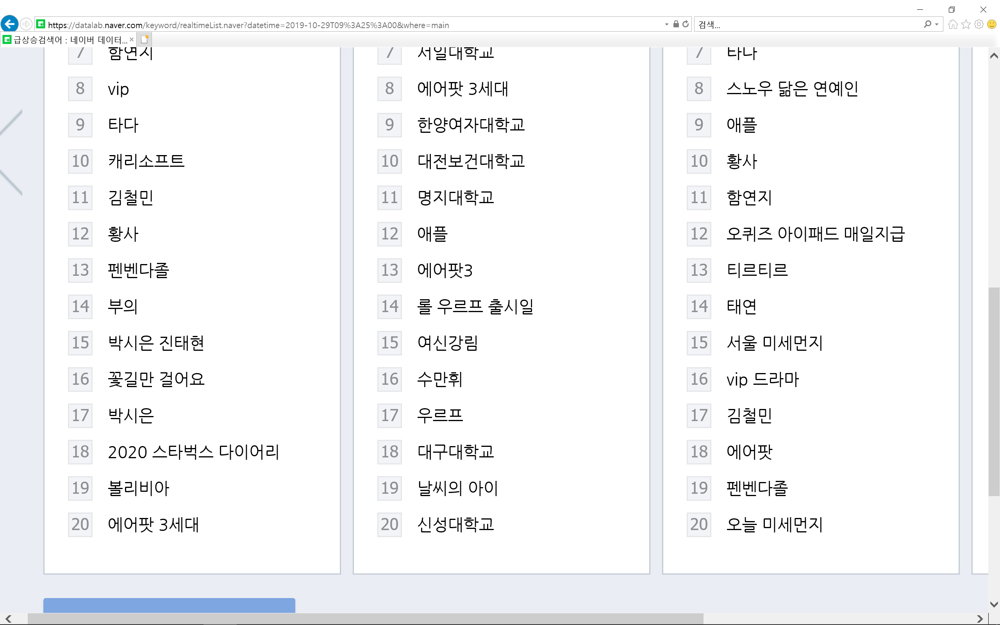 https://datalab.naver.com/keyword/realtimeList.naver?datetime=2019-10-29T09%3A25%3A00&where=main
검색...
급상승검색어 : 네이버 데이터...
7 함연지
8 vip
9 타다
10 캐리소프트
11 김철민
12 황사
13 펜벤다졸
14 부의
15 박시은 진태현
16 꽃길만 걸어요
17 박시은
18 2020 스타벅스 다이어리
19 볼리비아
20 에어팟 3세대
7 서일대학교
8 에어팟 3세대
9 한양여자대학교
10 대전보건대학교
11 명지대학교
12 애플
13 에어팟3
14 롤 우르프 출시일
15 여신강림
16 수만휘
17 우르프
18 대구대학교
19 날씨의 아이
20 신성대학교
7 타다
8 스노우 닮은 연예인
9 애플
10 황사
11 함연지
12 오퀴즈 아이패드 매일지급
13 티르티르
14 태연
15 서울 미세먼지
16 vip 드라마
17 김철민
18 에어팟
19 펜벤다졸
20 오늘 미세먼지